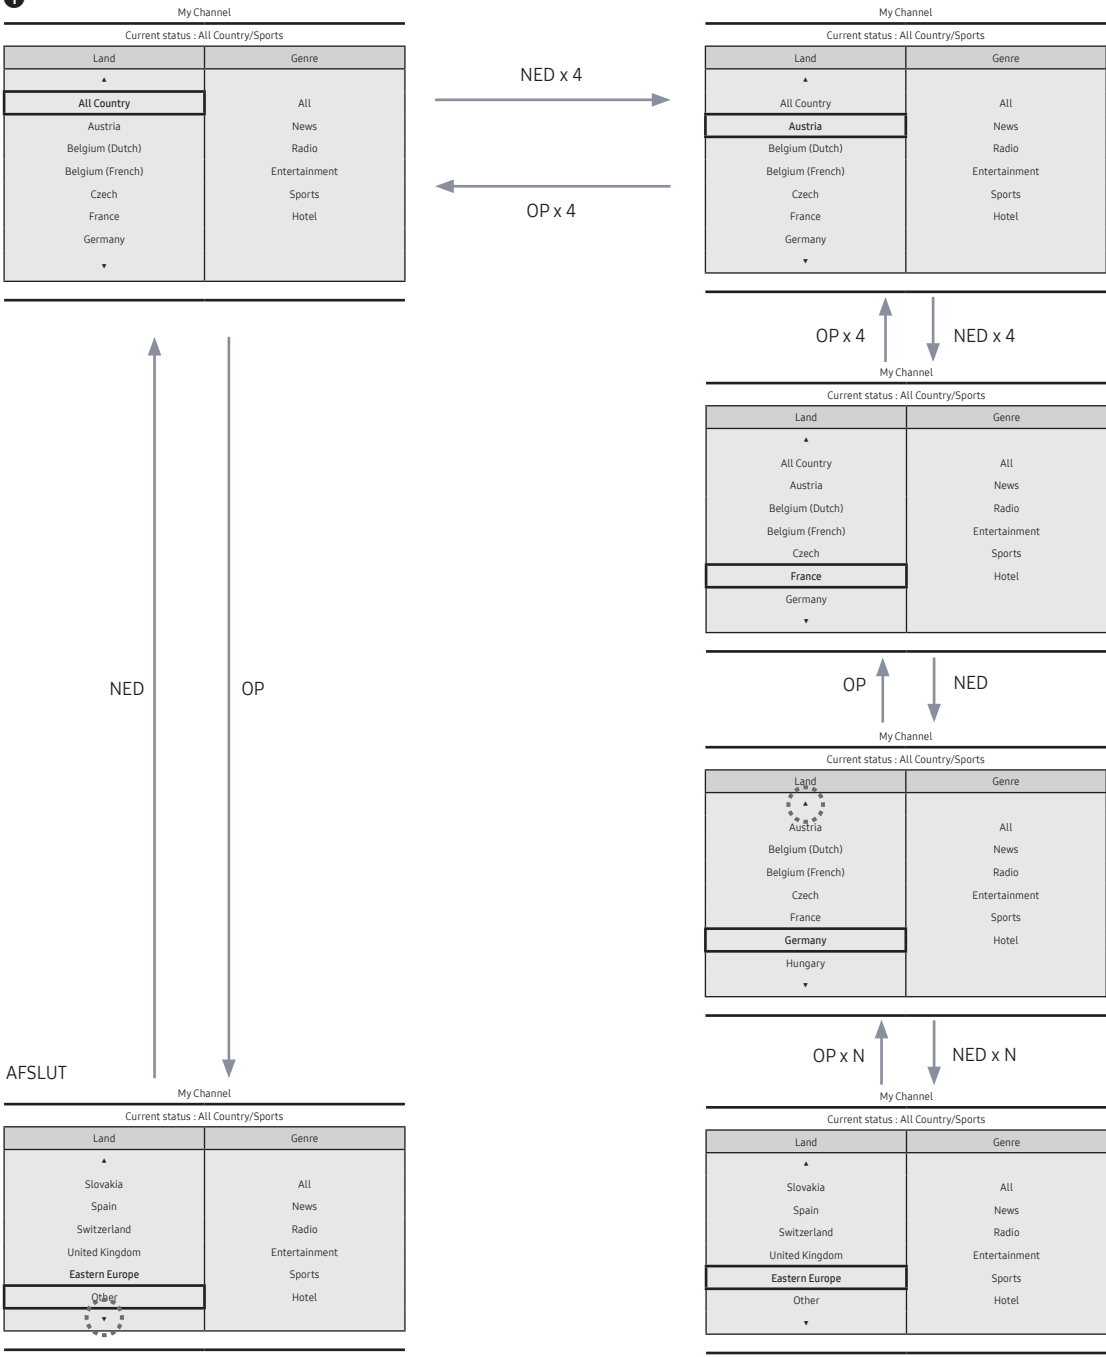 1
My Channel
Current status : All Country/Sports
Land Genre
▲
All Country All
Austria News
Belgium (Dutch) Radio
Belgium (French) Entertainment
Czech Sports
France Hotel
Germany
▼
NED x 4
OP x 4
My Channel
Current status : All Country/Sports
Land Genre
▲
All Country All
Austria News
Belgium (Dutch) Radio
Belgium (French) Entertainment
Czech Sports
France Hotel
Germany
▼
OP x 4 NED x 4
My Channel
Current status : All Country/Sports
Land Genre
▲
All Country All
Austria News
Belgium (Dutch) Radio
Belgium (French) Entertainment
Czech Sports
France Hotel
Germany
▼
NED OP
OP NED
My Channel
Current status : All Country/Sports
Land Genre
▲
Austria All
Belgium (Dutch) News
Belgium (French) Radio
Czech Entertainment
France Sports
Germany Hotel
Hungary
▼
OP x N NED x N
AFSLUT
My Channel
Current status : All Country/Sports
Land Genre
▲
Slovakia All
Spain News
Switzerland Radio
United Kingdom Entertainment
Eastern Europe Sports
Other Hotel
▼
My Channel
Current status : All Country/Sports
Land Genre
▲
Slovakia All
Spain News
Switzerland Radio
United Kingdom Entertainment
Eastern Europe Sports
Other Hotel
▼